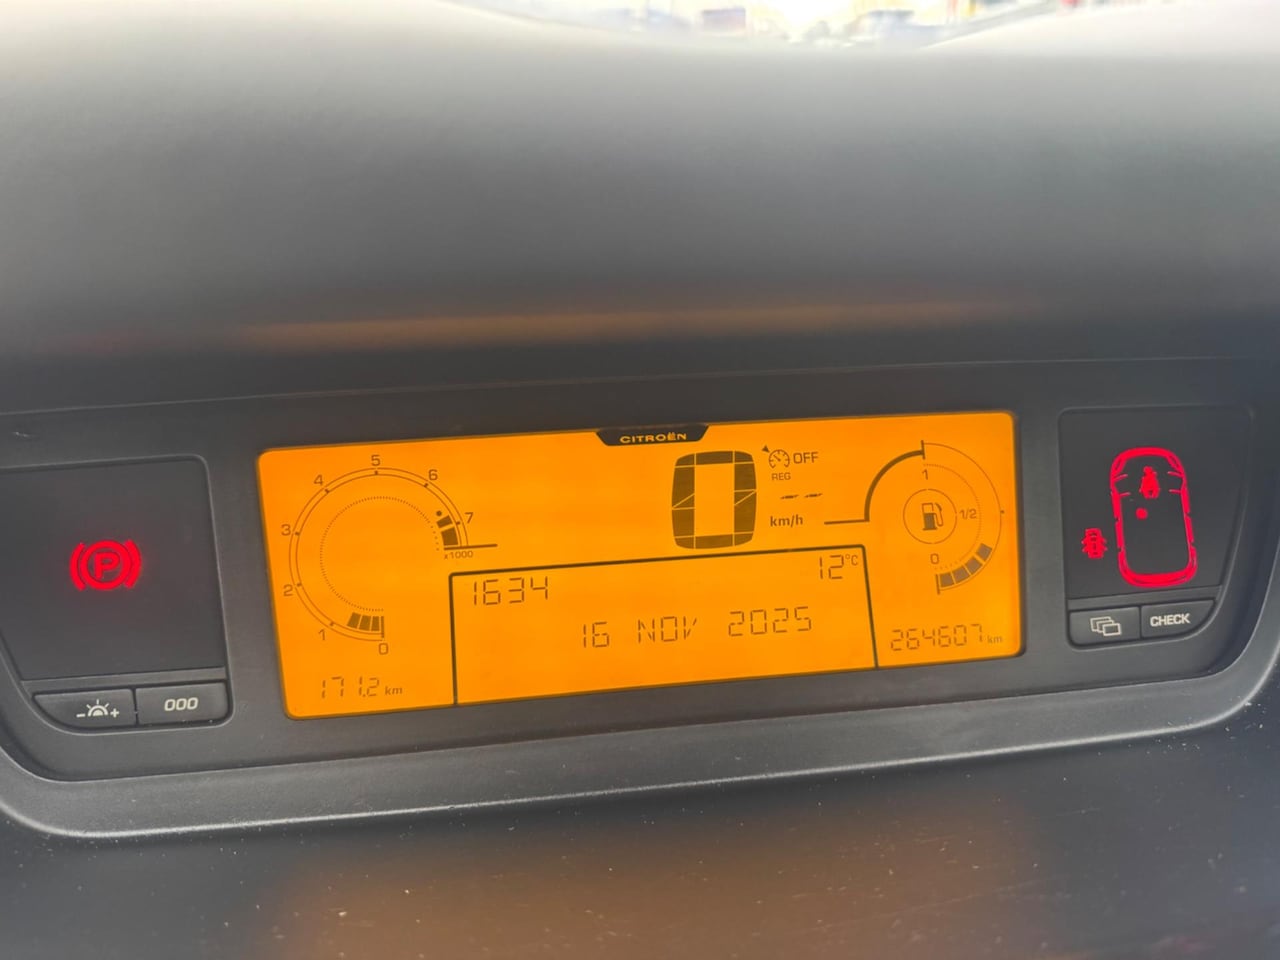 CITROËN
5
4
6
3
7
x1000
2
1
0
171.2 km
0
OFF
REG
-- --
km/h
1
1/2
0
1634
12°C
16 NOV 2025
264607 km
P
- +
000
CHECK